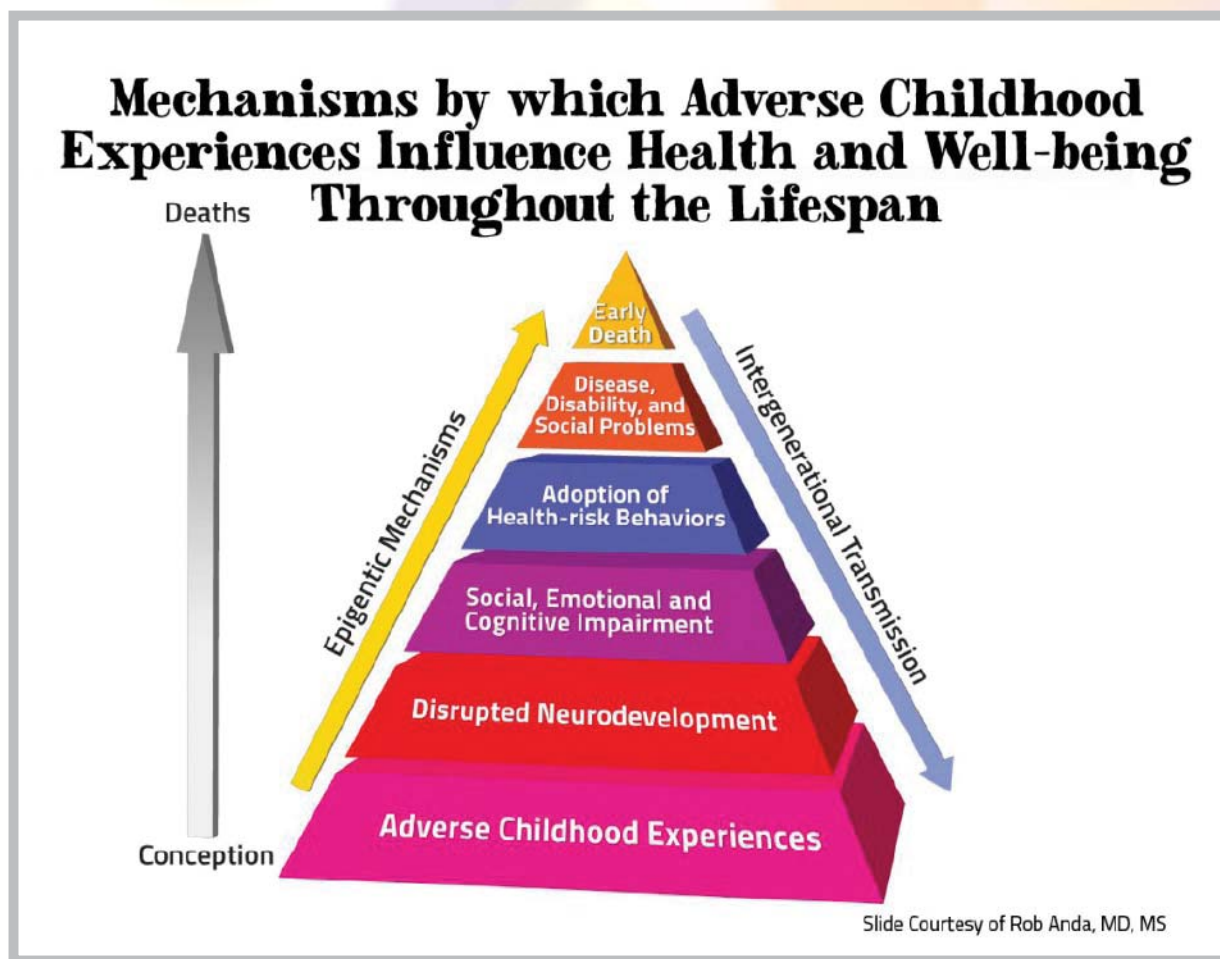 Mechanisms by which Adverse Childhood
Experiences Influence Health and Well-being
Throughout the Lifespan
Deaths
Early
Death
Disease,
Disability, and
Social Problems
Adoption of
Health-risk Behaviors
Social, Emotional and
Cognitive Impairment
Disrupted Neurodevelopment
Adverse Childhood Experiences
Epigentic Mechanisms
Intergenerational Transmission
Conception
Slide Courtesy of Rob Anda, MD, MS